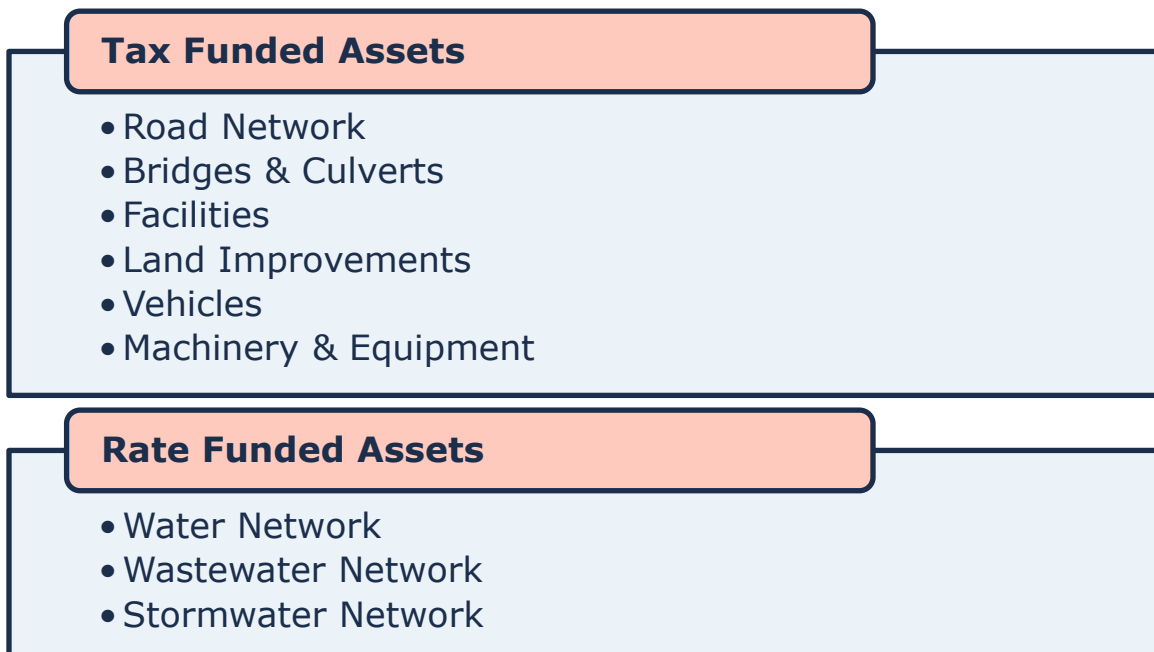 Tax Funded Assets
• Road Network
• Bridges & Culverts
• Facilities
• Land Improvements
• Vehicles
• Machinery & Equipment
Rate Funded Assets
• Water Network
• Wastewater Network
• Stormwater Network